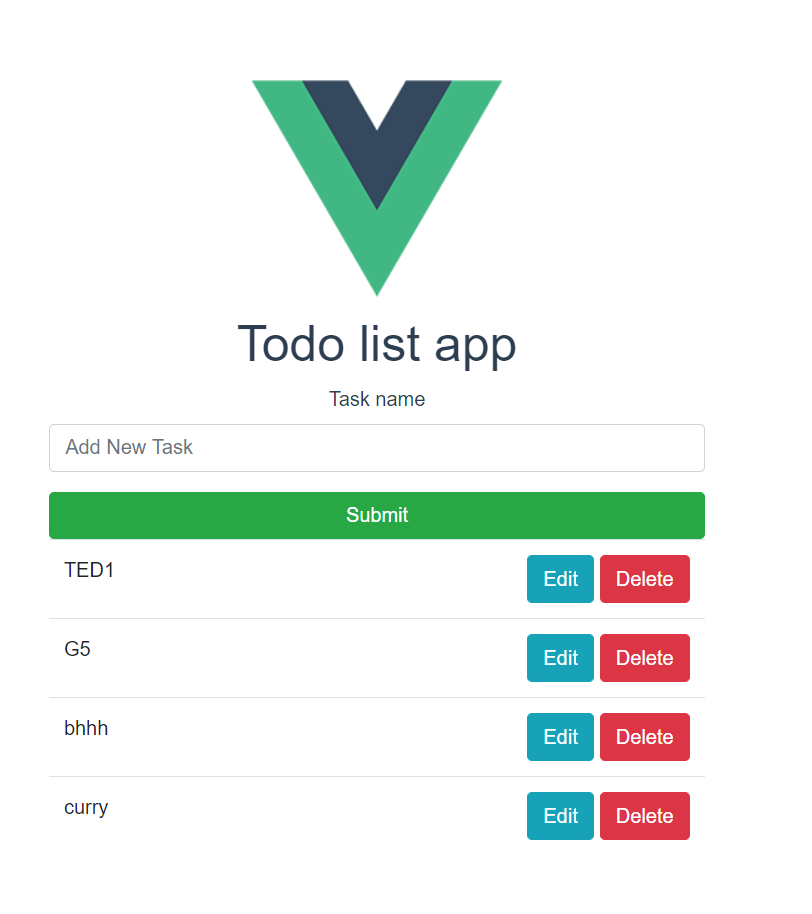 Todo list app
Task name
Add New Task
Submit
TED1 Edit Delete
G5 Edit Delete
bhhh Edit Delete
curry Edit Delete